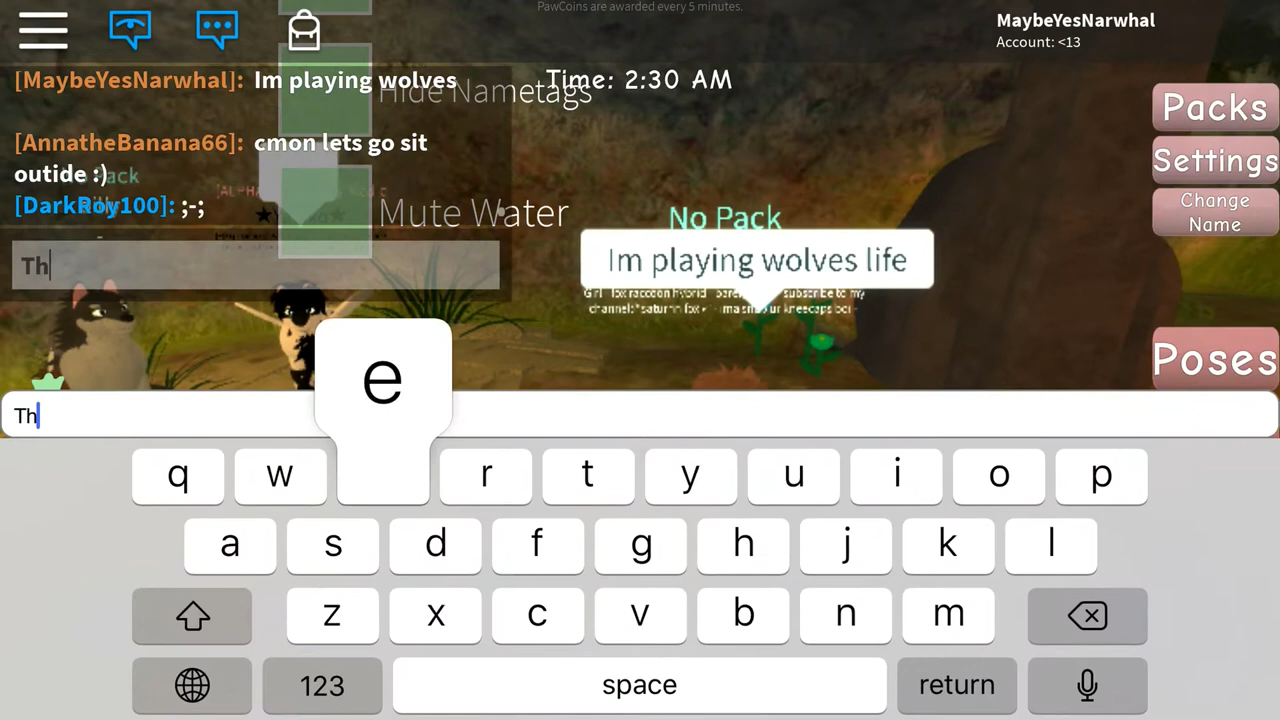 PawCoins are awarded every 5 minutes.
MaybeYesNarwhal
Account: <13
[MaybeYesNarwhal]: Im playing wolves
Time: 2:30 AM
Hide Nametags
Packs
[AnnatheBanana66]: cmon lets go sit
outide :)
Pack
Settings
[DarkRoy100]: ;-;
Mute Water
Change
Name
No Pack
Th
Im playing wolves life
Poses
e
Th
q w r t y u i o p
a s d f g h j k l
z x c v b n m
123 space return